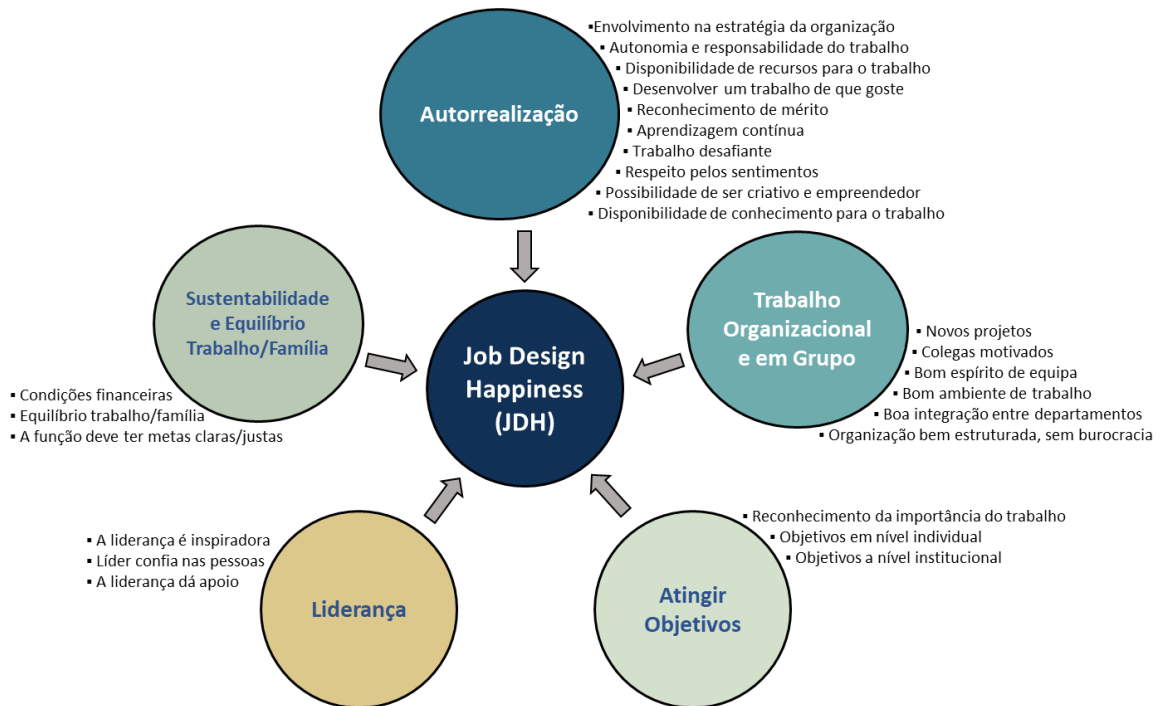 Autorrealização
▪Envolvimento na estratégia da organização
▪ Autonomia e responsabilidade do trabalho
▪ Disponibilidade de recursos para o trabalho
▪ Desenvolver um trabalho de que goste
▪ Reconhecimento de mérito
▪ Aprendizagem contínua
▪ Trabalho desafiante
▪ Respeito pelos sentimentos
▪ Possibilidade de ser criativo e empreendedor
▪ Disponibilidade de conhecimento para o trabalho
Sustentabilidade
e Equilíbrio
Trabalho/Família
▪ Condições financeiras
▪ Equilíbrio trabalho/família
▪ A função deve ter metas claras/justas
Job Design
Happiness
(JDH)
Trabalho
Organizacional
e em Grupo
▪ Novos projetos
▪ Colegas motivados
▪ Bom espírito de equipa
▪ Bom ambiente de trabalho
▪ Boa integração entre departamentos
▪ Organização bem estruturada, sem burocracia
▪ A liderança é inspiradora
▪ Líder confia nas pessoas
▪ A liderança dá apoio
Liderança
Atingir
Objetivos
▪ Reconhecimento da importância do trabalho
▪ Objetivos em nível individual
▪ Objetivos a nível institucional